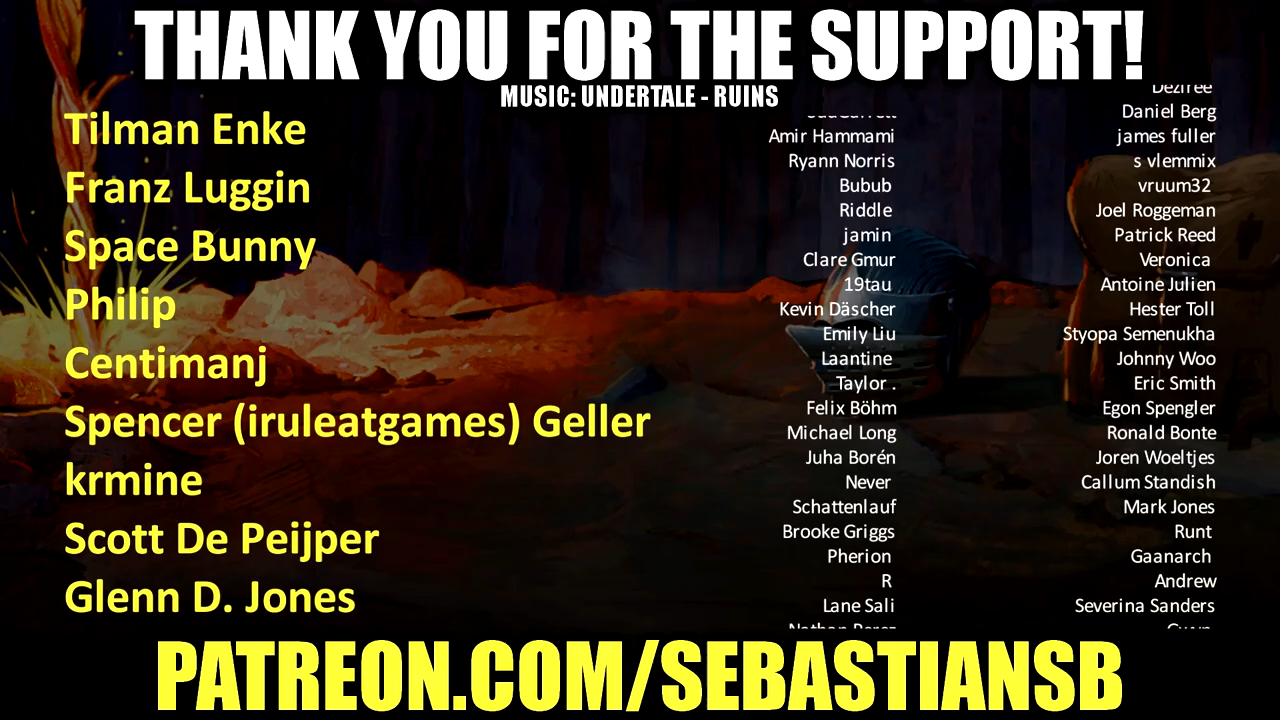 THANK YOU FOR THE SUPPORT!
MUSIC: UNDERTALE - RUINS
Tilman Enke
Franz Luggin
Space Bunny
Philip
Centimanj
Spencer (iruleatgames) Geller
krmine
Scott De Peijper
Glenn D. Jones
Amir Hammami
Ryann Norris
Bubub
Riddle
jamin
Clare Gmur
19tau
Kevin Däscher
Emily Liu
Laantine
Taylor .
Felix Böhm
Michael Long
Juha Borén
Never
Schattenlauf
Brooke Griggs
Pherion
R
Lane Sali
Daniel Berg
james fuller
s vlemmix
vruum32
Joel Roggeman
Patrick Reed
Veronica
Antoine Julien
Hester Toll
Styopa Semenukha
Johnny Woo
Eric Smith
Egon Spengler
Ronald Bonte
Joren Woeltjes
Callum Standish
Mark Jones
Runt
Gaanarch
Andrew
Severina Sanders
PATREON.COM/SEBASTIANSB